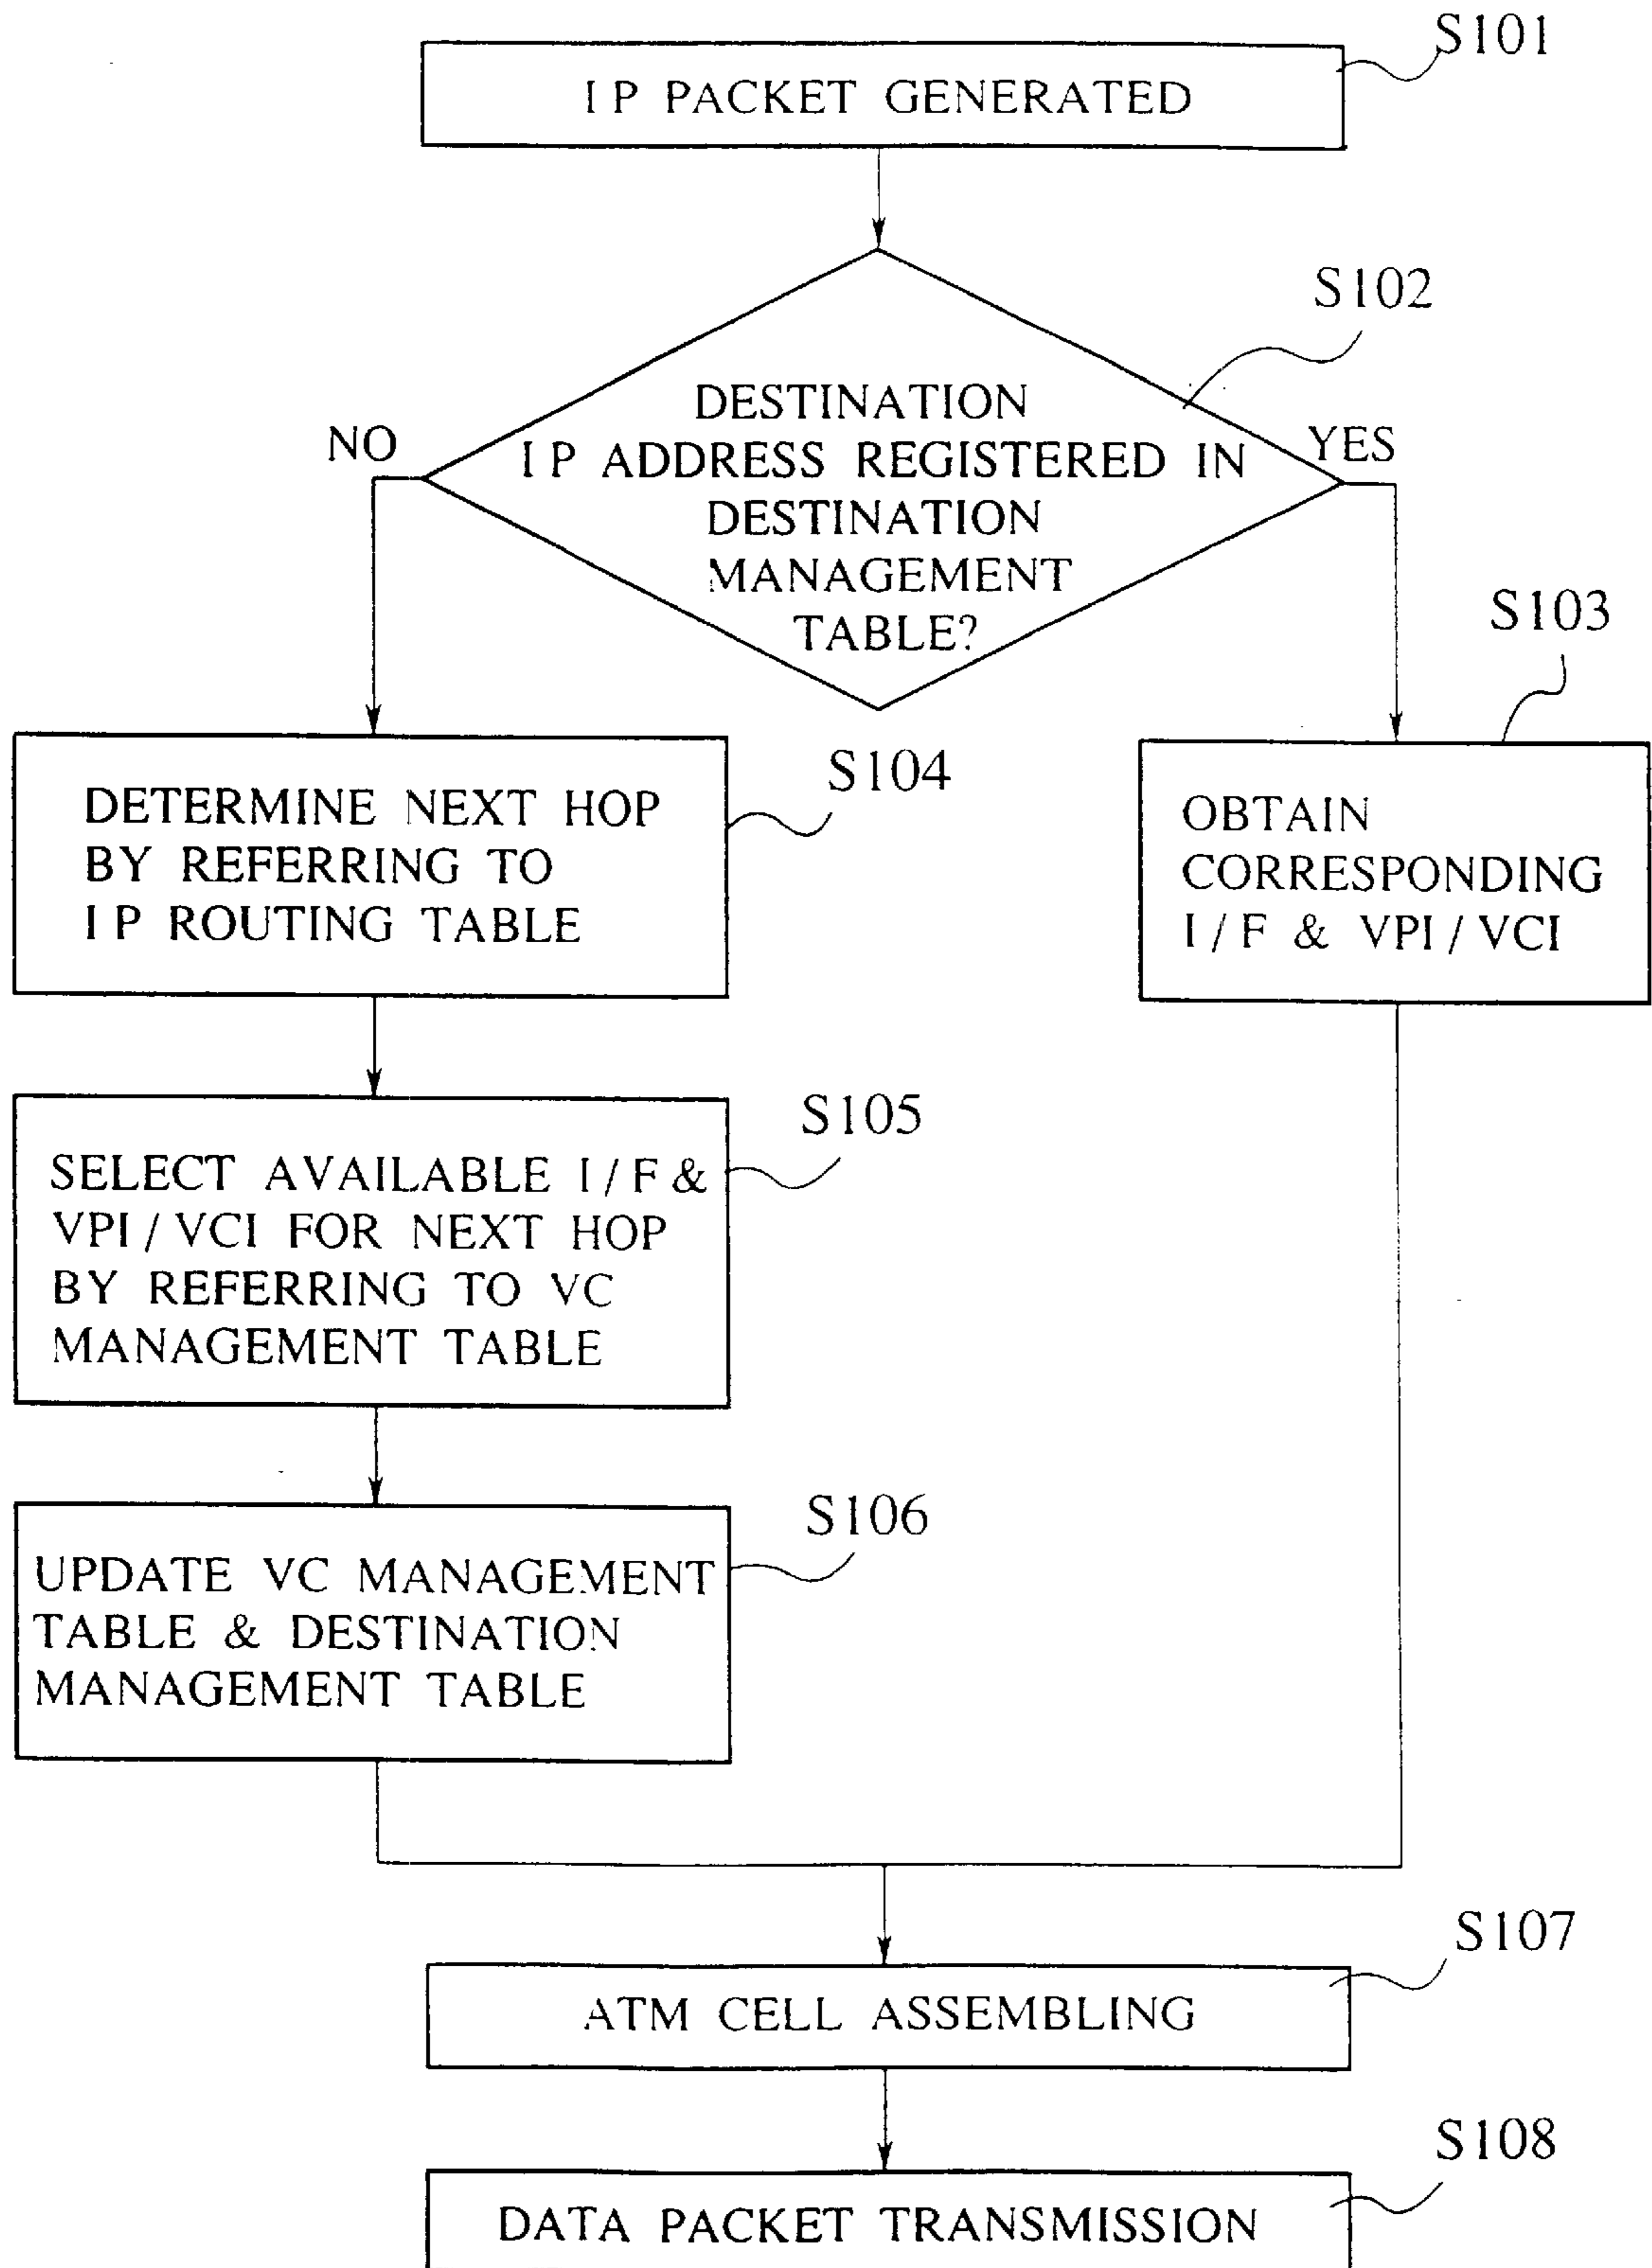 S101
IP PACKET GENERATED
S102
DESTINATION
IP ADDRESS REGISTERED IN
DESTINATION
MANAGEMENT
TABLE?
NO
YES
S103
OBTAIN
CORRESPONDING
I/F & VPI/VCI
S104
DETERMINE NEXT HOP
BY REFERRING TO
IP ROUTING TABLE
S105
SELECT AVAILABLE I/F &
VPI/VCI FOR NEXT HOP
BY REFERRING TO VC
MANAGEMENT TABLE
S106
UPDATE VC MANAGEMENT
TABLE & DESTINATION
MANAGEMENT TABLE
S107
ATM CELL ASSEMBLING
S108
DATA PACKET TRANSMISSION